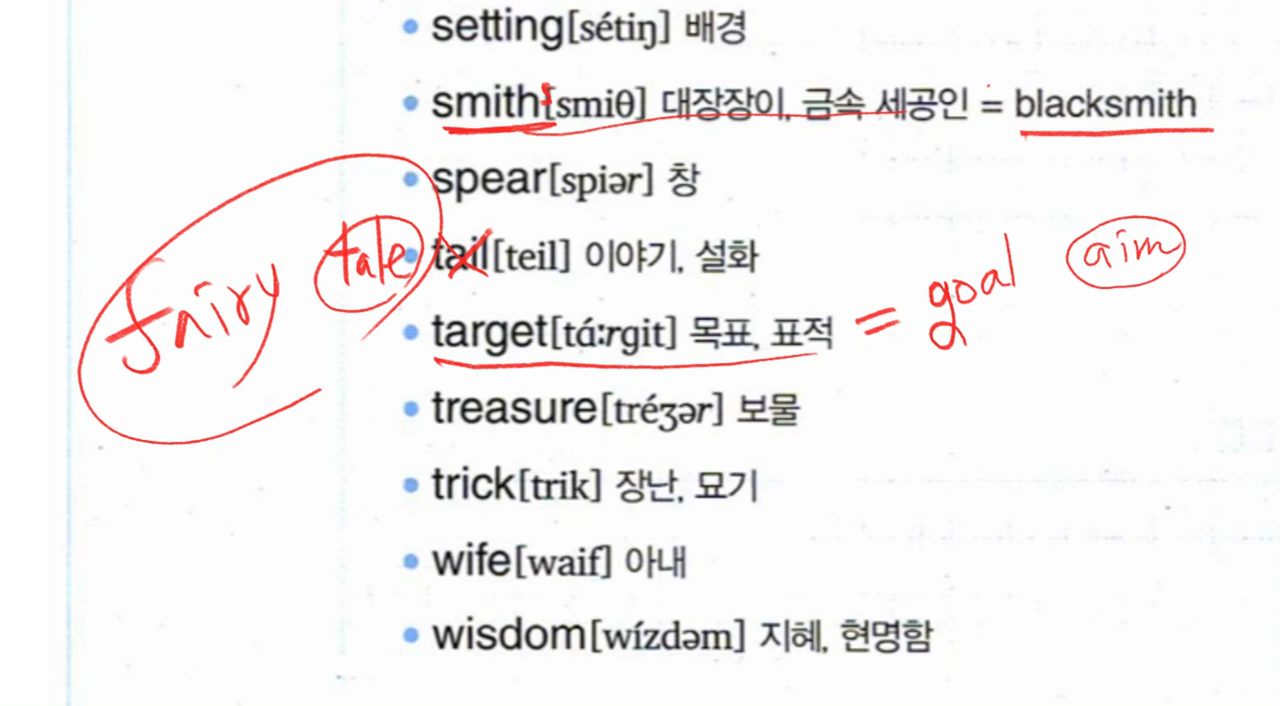 setting[sétiŋ] 배경
smith[smiθ] 대장장이, 금속 세공인 = blacksmith
spear[spiər] 창
fairy tale tail[teil] 이야기, 설화
target[tɑ́ːrgit] 목표, 표적 = goal aim
treasure[tréʒər] 보물
trick[trik] 장난, 묘기
wife[waif] 아내
wisdom[wízdəm] 지혜, 현명함